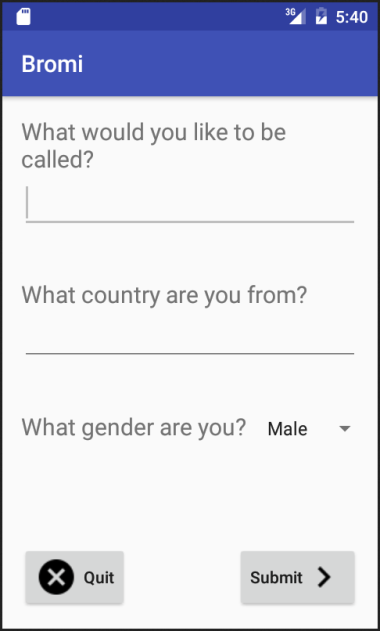 3G 5:40
Bromi
What would you like to be
called?
What country are you from?
What gender are you? Male
Quit Submit